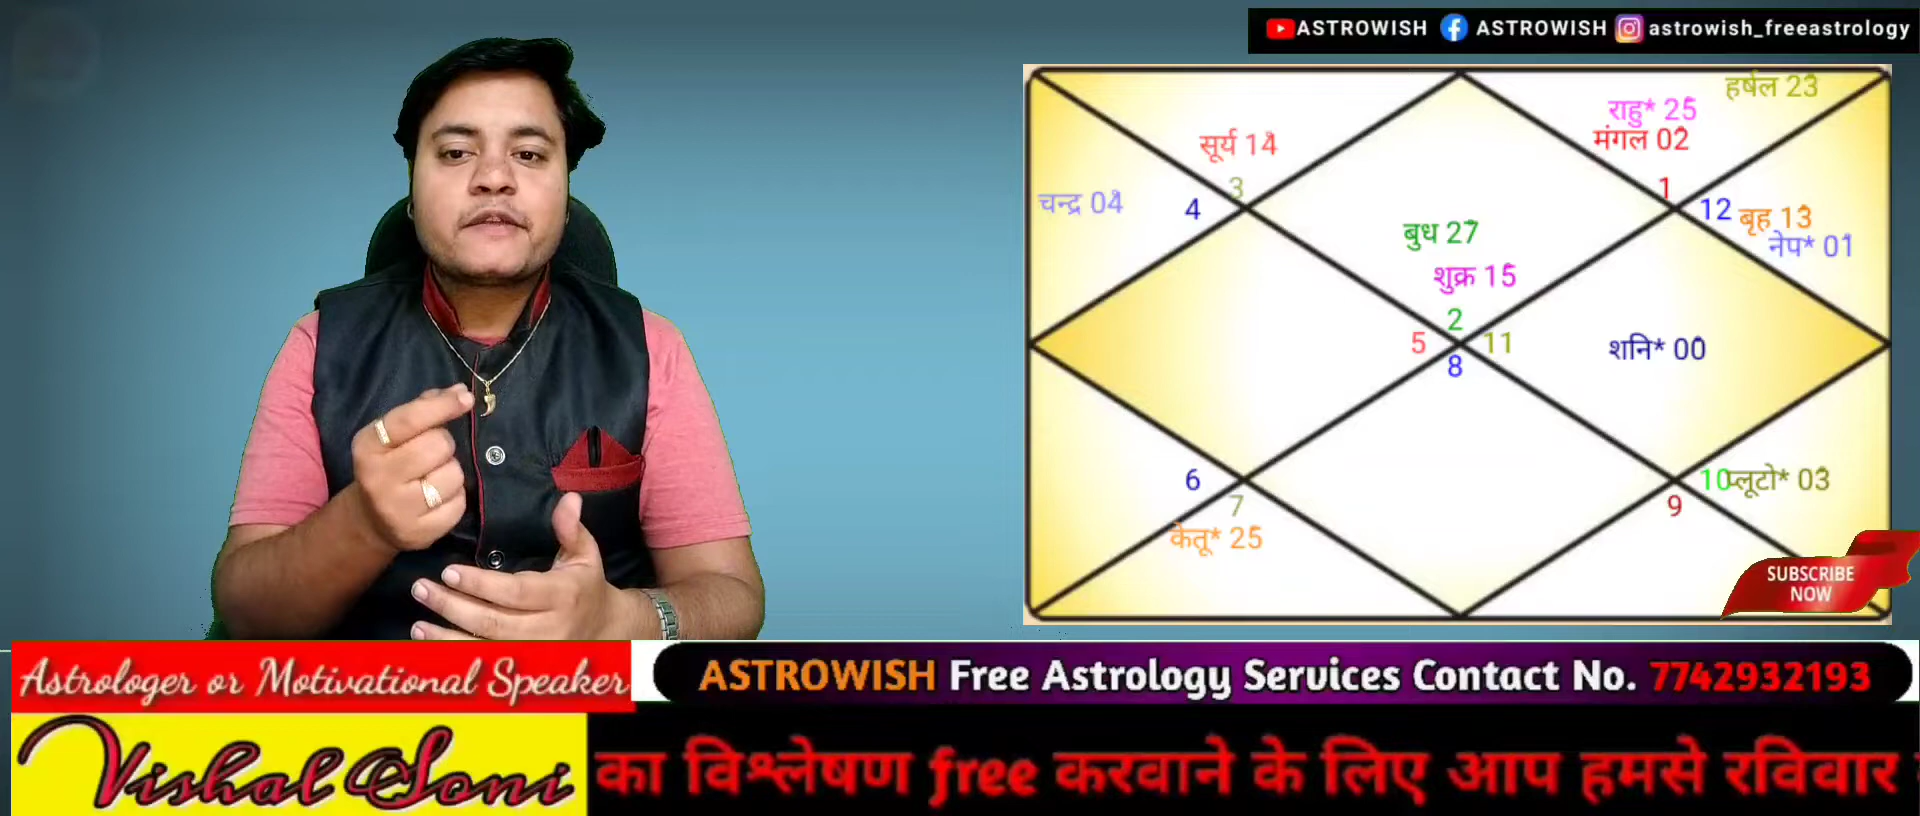 ASTROWISH ASTROWISH astrowish_freeastrology
हर्षल 23
राहु* 25
मंगल 02
सूर्य 14
3
1
चन्द्र 04
4
12 बृह 13
नेप* 01
बुध 27
शुक्र 15
2
5
11
शनि* 00
8
6
7
केतू* 25
10 प्लूटो* 03
9
SUBSCRIBE
NOW
Astrologer or Motivational Speaker
ASTROWISH Free Astrology Services Contact No. 7742932193
Vishal Soni
का विश्लेषण free करवाने के लिए आप हमसे रविवार